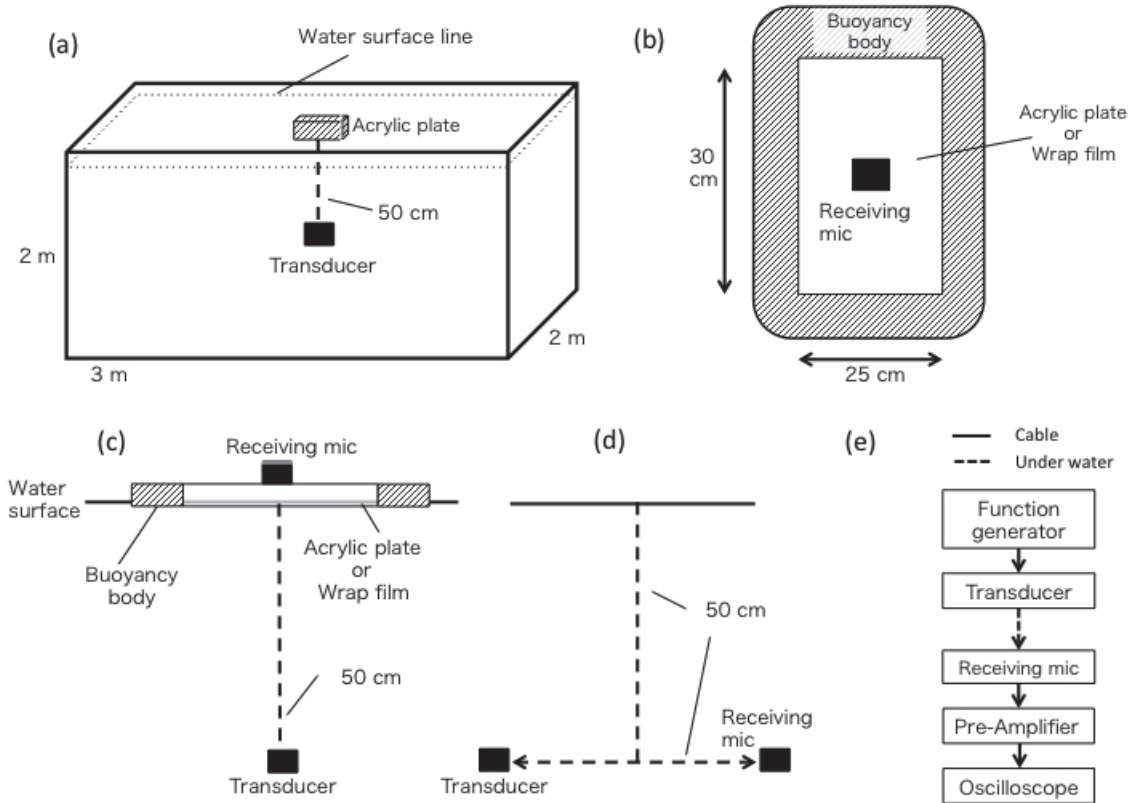 (a)
Water surface line
Acrylic plate
50 cm
Transducer
2 m
2 m
3 m
(b)
Buoyancy
body
30
cm
Acrylic plate
or
Wrap film
Receiving
mic
25 cm
(c)
Receiving mic
Water
surface
Buoyancy
body
Acrylic plate
or
Wrap film
50 cm
Transducer
(d)
50 cm
Receiving
mic
Transducer
(e)
Cable
Under water
Function
generator
Transducer
Receiving mic
Pre-Amplifier
Oscilloscope